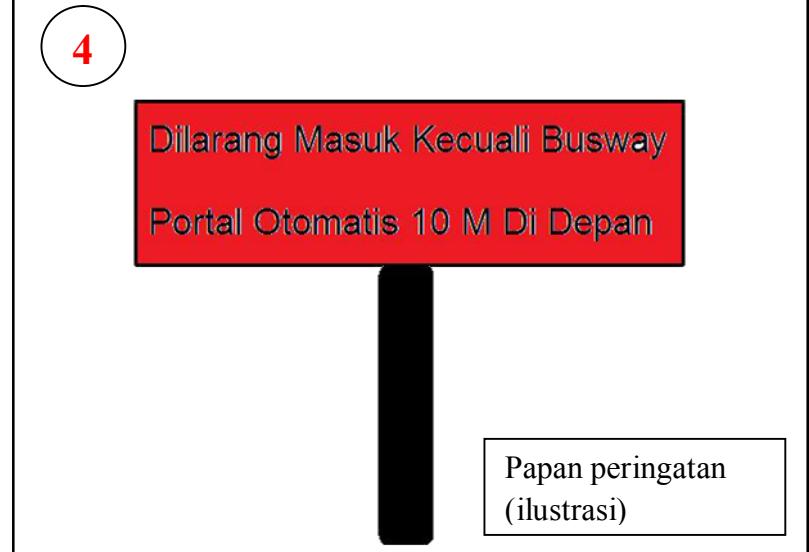 4
Dilarang Masuk Kecuali Busway
Portal Otomatis 10 M Di Depan
Papan peringatan
(ilustrasi)